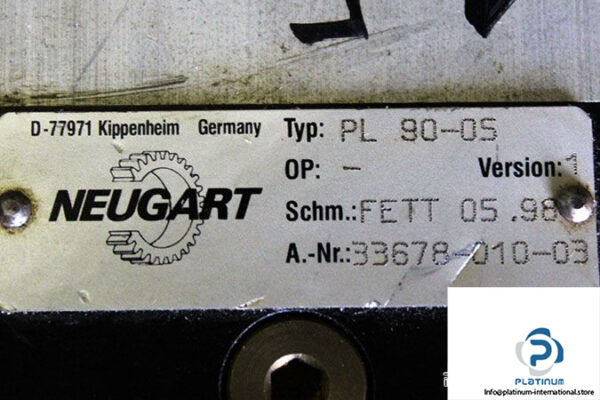 D-77971 Kippenheim Germany
NEUGART
Typ: PL 90-05
OP: - Version: 1
Schm.: FETT 05.98
A.-Nr.: 33678-010-03
PLATINUM
Info@platinum-international.store